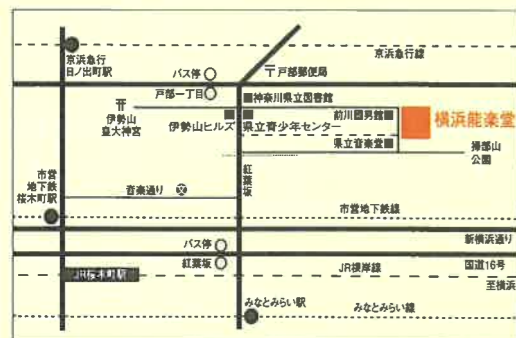 京浜急行
日ノ出町駅
京浜急行線
バス停
〒戸部郵便局
戸部一丁目
神奈川県立図書館
伊勢山
皇大神宮
伊勢山ヒルズ
県立青少年センター
前川國男館
横浜能楽堂
県立音楽堂
掃部山
公園
紅葉坂
市営
地下鉄
桜木町駅
音楽通り
市営地下鉄線
バス停
紅葉坂
新横浜通り
JR桜木町駅
JR根岸線
国道16号
至横浜
みなとみらい駅
みなとみらい線